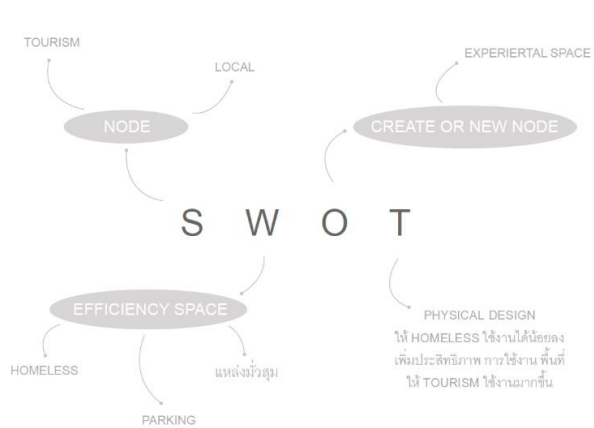 TOURISM
LOCAL
NODE
EXPERIERTAL SPACE
CREATE OR NEW NODE
S W O T
EFFICIENCY SPACE
HOMELESS
PARKING
แหล่งมั่วสุม
PHYSICAL DESIGN
ให้ HOMELESS ใช้งานได้น้อยลง
เพิ่มประสิทธิภาพ การใช้งาน พื้นที่
ให้ TOURISM ใช้งานมากขึ้น